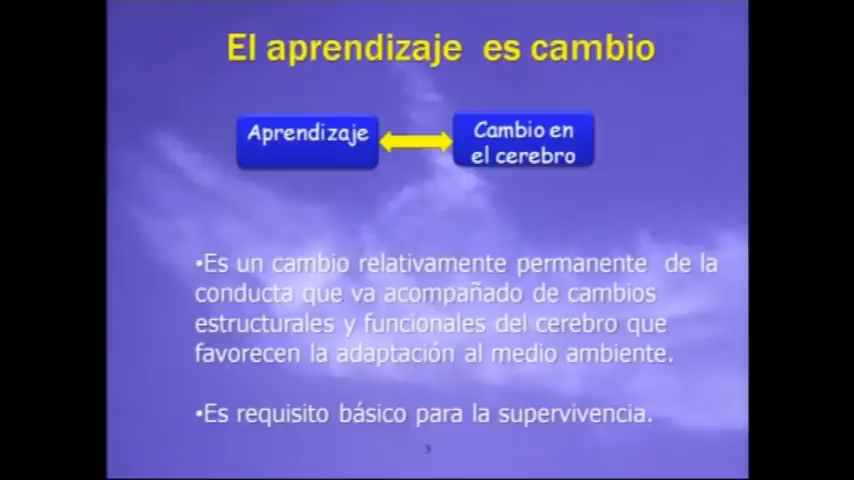 El aprendizaje es cambio
Aprendizaje
Cambio en
el cerebro
•Es un cambio relativamente permanente de la
conducta que va acompañado de cambios
estructurales y funcionales del cerebro que
favorecen la adaptación al medio ambiente.
•Es requisito básico para la supervivencia.
3